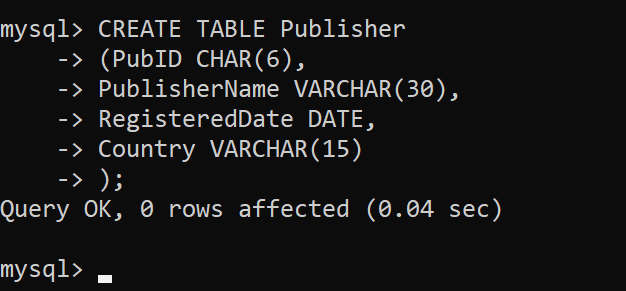 mysql> CREATE TABLE Publisher
    -> (PubID CHAR(6),
    -> PublisherName VARCHAR(30),
    -> RegisteredDate DATE,
    -> Country VARCHAR(15)
    -> );
Query OK, 0 rows affected (0.04 sec)
mysql>